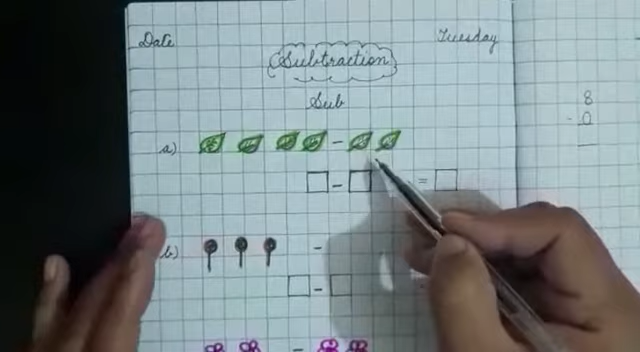 Date Tuesday
Subtraction
Sub
8
- 0
a) -
- =
b) -
-
-